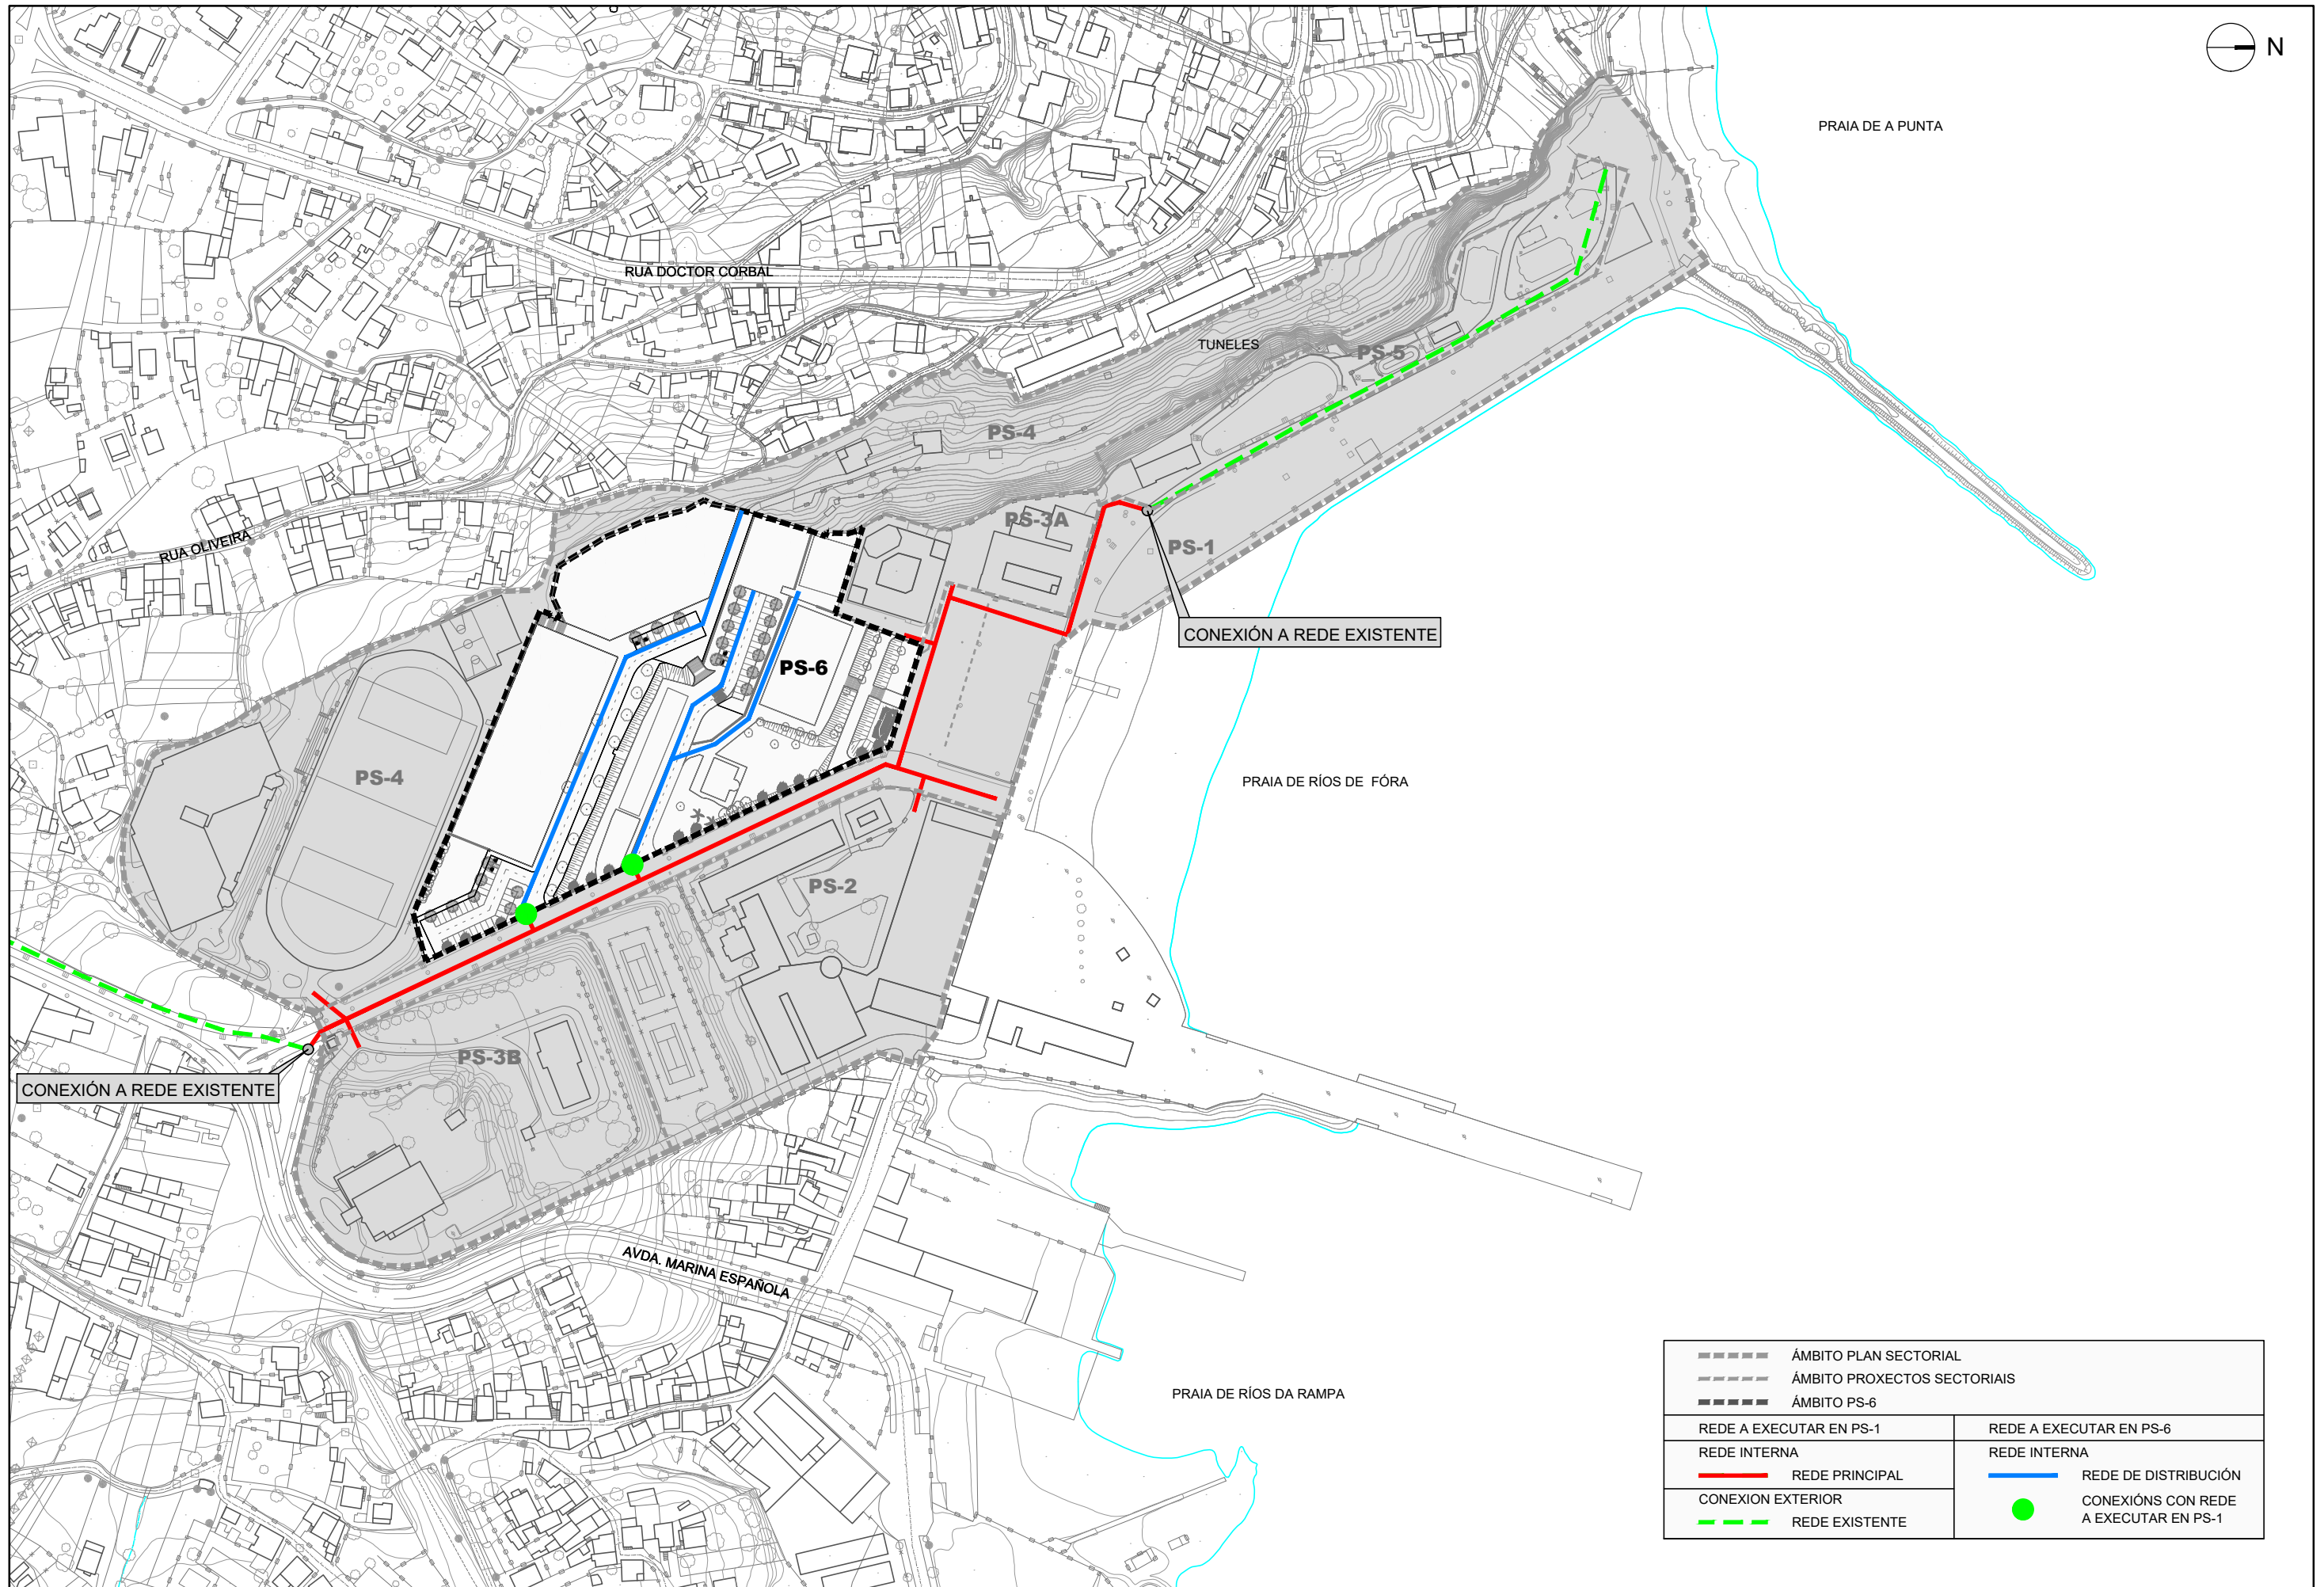 N
PRAIA DE A PUNTA
RUA DOCTOR CORBAL
45.61
TUNELES
PS-5
PS-4
PS-3A
PS-1
RUA OLIVEIRA
CONEXIÓN A REDE EXISTENTE
PS-6
PS-4
PRAIA DE RÍOS DE FÓRA
PS-2
PS-3B
CONEXIÓN A REDE EXISTENTE
AVDA. MARINA ESPAÑOLA
PRAIA DE RÍOS DA RAMPA
ÁMBITO PLAN SECTORIAL
ÁMBITO PROXECTOS SECTORIAIS
ÁMBITO PS-6
REDE A EXECUTAR EN PS-1
REDE INTERNA
REDE PRINCIPAL
CONEXION EXTERIOR
REDE EXISTENTE
REDE A EXECUTAR EN PS-6
REDE INTERNA
REDE DE DISTRIBUCIÓN
CONEXIÓNS CON REDE
A EXECUTAR EN PS-1